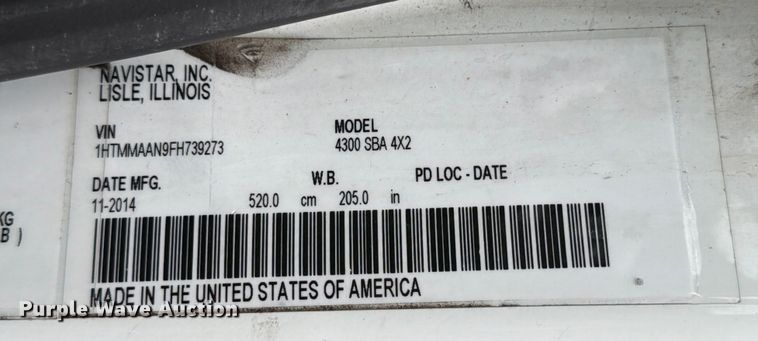 NAVISTAR, INC.
LISLE, ILLINOIS
VIN MODEL
1HTMMAAN9FH739273 4300 SBA 4X2
DATE MFG. W.B. PD LOC - DATE
11-2014 520.0 cm 205.0 in
KG
B )
MADE IN THE UNITED STATES OF AMERICA
Purple Wave Auction